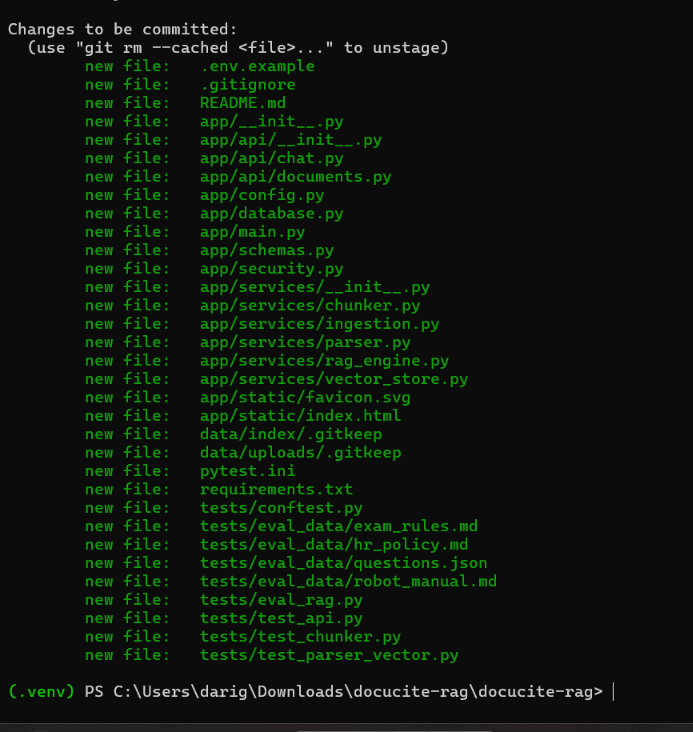 Changes to be committed:
  (use "git rm --cached <file>..." to unstage)
        new file:   .env.example
        new file:   .gitignore
        new file:   README.md
        new file:   app/__init__.py
        new file:   app/api/__init__.py
        new file:   app/api/chat.py
        new file:   app/api/documents.py
        new file:   app/config.py
        new file:   app/database.py
        new file:   app/main.py
        new file:   app/schemas.py
        new file:   app/security.py
        new file:   app/services/__init__.py
        new file:   app/services/chunker.py
        new file:   app/services/ingestion.py
        new file:   app/services/parser.py
        new file:   app/services/rag_engine.py
        new file:   app/services/vector_store.py
        new file:   app/static/favicon.svg
        new file:   app/static/index.html
        new file:   data/index/.gitkeep
        new file:   data/uploads/.gitkeep
        new file:   pytest.ini
        new file:   requirements.txt
        new file:   tests/conftest.py
        new file:   tests/eval_data/exam_rules.md
        new file:   tests/eval_data/hr_policy.md
        new file:   tests/eval_data/questions.json
        new file:   tests/eval_data/robot_manual.md
        new file:   tests/eval_rag.py
        new file:   tests/test_api.py
        new file:   tests/test_chunker.py
        new file:   tests/test_parser_vector.py
(.venv) PS C:\Users\darig\Downloads\docucite-rag\docucite-rag>